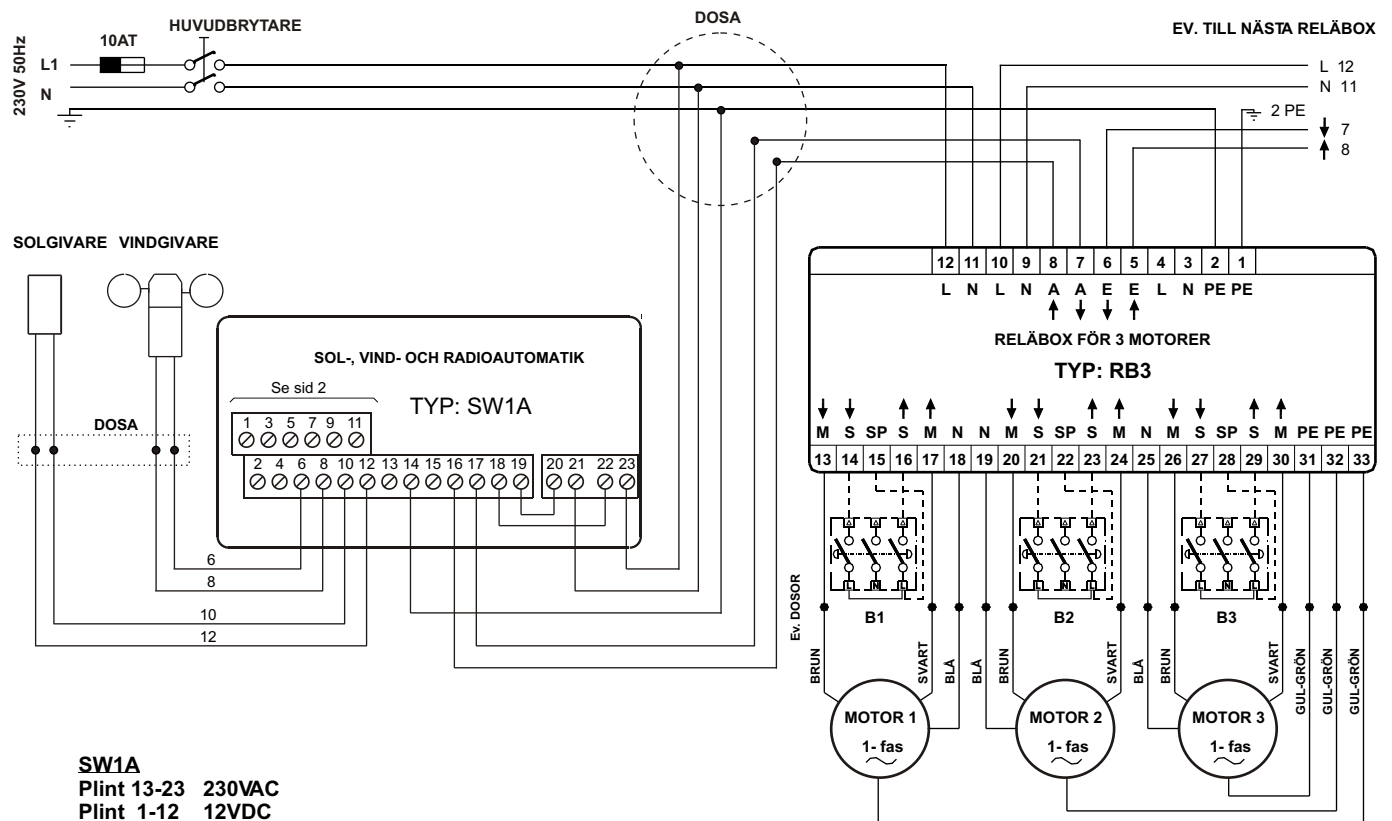 HUVUDBRYTARE
DOSA
EV. TILL NÄSTA RELÄBOX
230V 50Hz
10AT
L1
N
L 12
N 11
2 PE
7
8
SOLGIVARE VINDGIVARE
DOSA
SOL-, VIND- OCH RADIOAUTOMATIK
Se sid 2
TYP: SW1A
1 3 5 7 9 11
2 4 6 8 10 12 13 14 15 16 17 18 19 20 21 22 23
6
8
10
12
12 11 10 9 8 7 6 5 4 3 2 1
L N L N A A E E L N PE PE
RELÄBOX FÖR 3 MOTORER
TYP: RB3
M S SP S M N N M S SP S M N M S SP S M PE PE PE
13 14 15 16 17 18 19 20 21 22 23 24 25 26 27 28 29 30 31 32 33
L N L
L N L
L N L
Ev. DOSOR
B1
B2
B3
BRUN
SVART
BLÅ
BLÅ
BRUN
SVART
BLÅ
BRUN
SVART
GUL-GRÖN
GUL-GRÖN
GUL-GRÖN
MOTOR 1
1- fas
MOTOR 2
1- fas
MOTOR 3
1- fas
SW1A
Plint 13-23 230VAC
Plint 1-12 12VDC